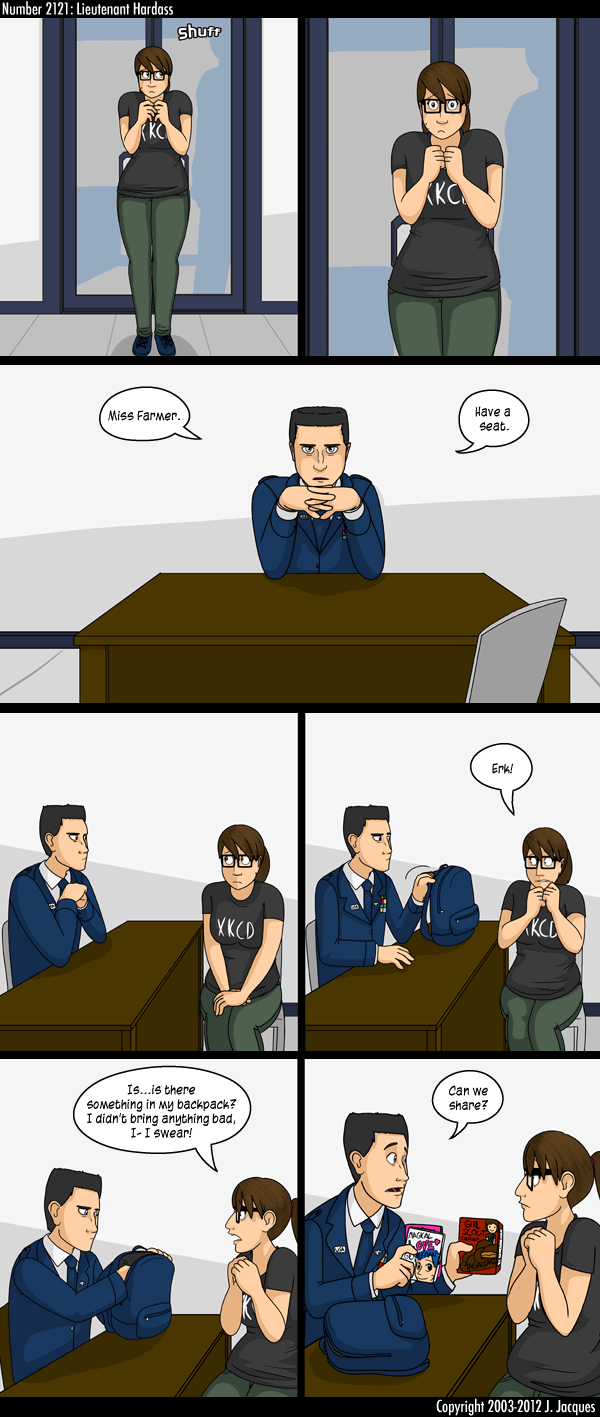 Number 2121: Lieutenant Hardass
Shuff
XKC
XKCD
Miss Farmer.
Have a
seat.
XKCD
Erk!
XKCD
Is...is there
something in my backpack?
I didn't bring anything bad,
I- I swear!
Can we
share?
MAGICAL
GIRL
SCOUT
Copyright 2003-2012 J. Jacques